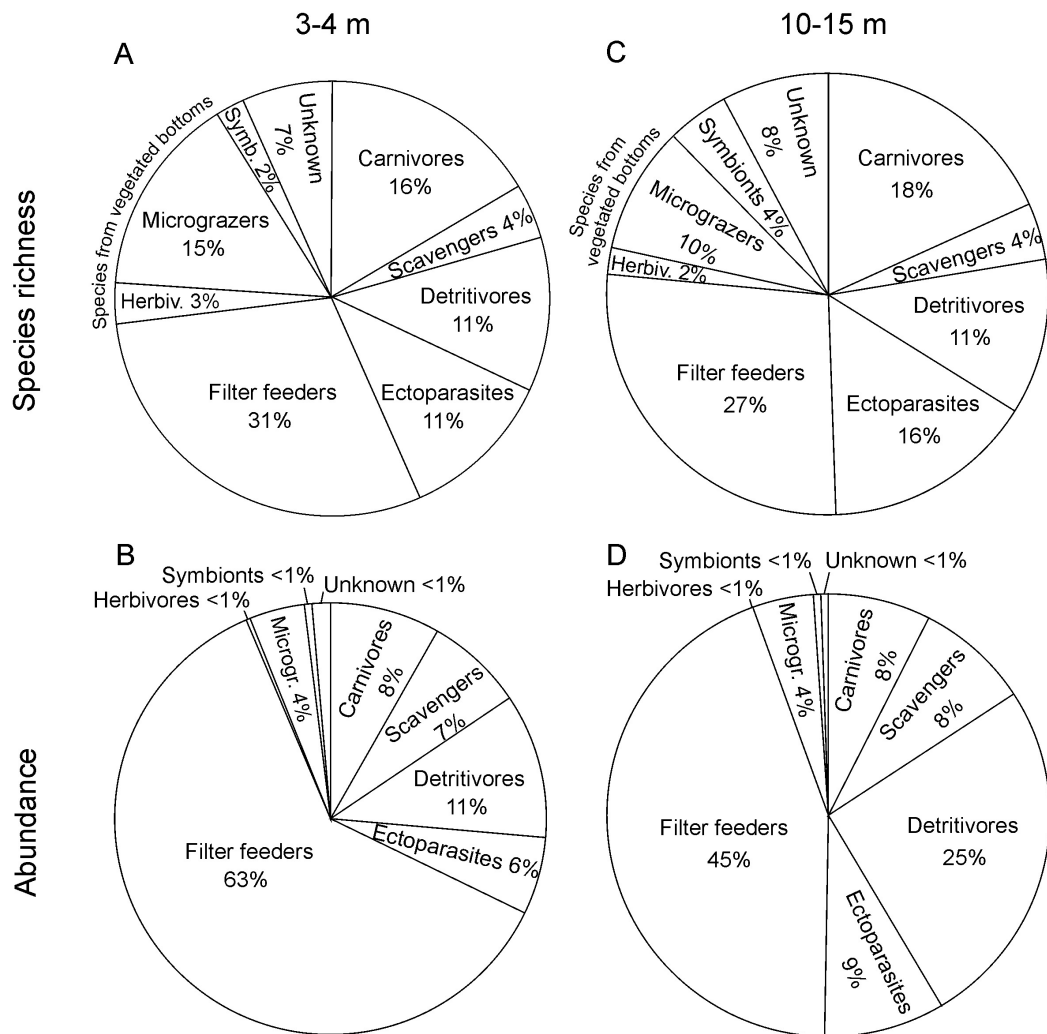 3-4 m
10-15 m
Species richness
Abundance
A
Species from vegetated bottoms
Unknown
7%
Symb. 2%
Micrograzers
15%
Herbiv. 3%
Carnivores
16%
Scavengers 4%
Detritivores
11%
Ectoparasites
11%
Filter feeders
31%
C
Species from
vegetated bottoms
Unknown
8%
Symbionts 4%
Micrograzers
10%
Herbiv. 2%
Carnivores
18%
Scavengers 4%
Detritivores
11%
Ectoparasites
16%
Filter feeders
27%
B
Symbionts <1%
Unknown <1%
Herbivores <1%
Microgr. 4%
Carnivores
8%
Scavengers
7%
Detritivores
11%
Ectoparasites 6%
Filter feeders
63%
D
Symbionts <1%
Unknown <1%
Herbivores <1%
Microgr. 4%
Carnivores
8%
Scavengers
8%
Detritivores
25%
Ectoparasites
9%
Filter feeders
45%